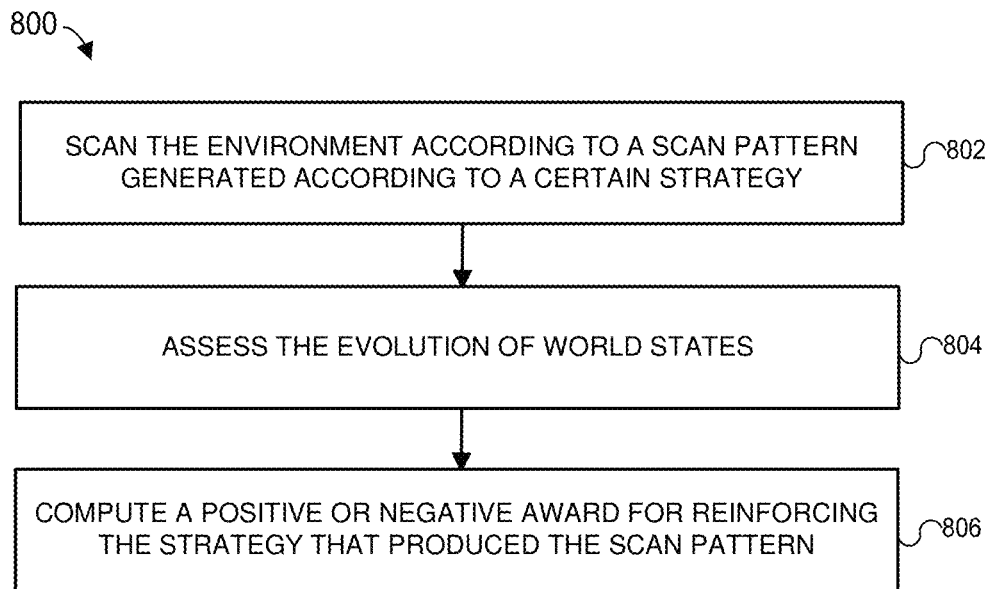 800
SCAN THE ENVIRONMENT ACCORDING TO A SCAN PATTERN
GENERATED ACCORDING TO A CERTAIN STRATEGY
802
ASSESS THE EVOLUTION OF WORLD STATES
804
COMPUTE A POSITIVE OR NEGATIVE AWARD FOR REINFORCING
THE STRATEGY THAT PRODUCED THE SCAN PATTERN
806